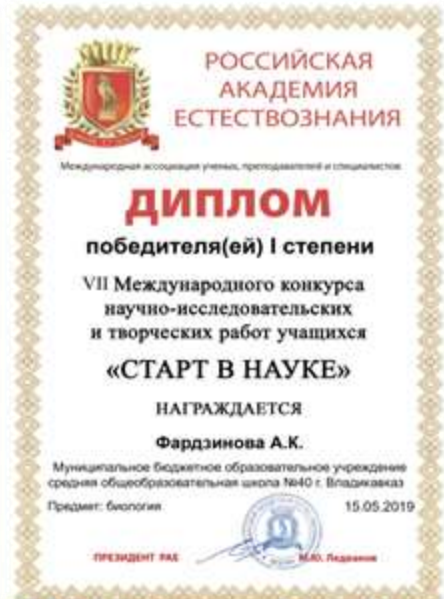 РОССИЙСКАЯ
АКАДЕМИЯ
ЕСТЕСТВОЗНАНИЯ
Международная ассоциация ученых, преподавателей и специалистов
ДИПЛОМ
победителя(ей) I степени
VII Международного конкурса
научно-исследовательских
и творческих работ учащихся
«СТАРТ В НАУКЕ»
НАГРАЖДАЕТСЯ
Фардзинова А.К.
Муниципальное бюджетное образовательное учреждение
средняя общеобразовательная школа №40 г. Владикавказ
Предмет: биология
15.05.2019
ПРЕЗИДЕНТ РАЕ
М.Ю. Ледванов